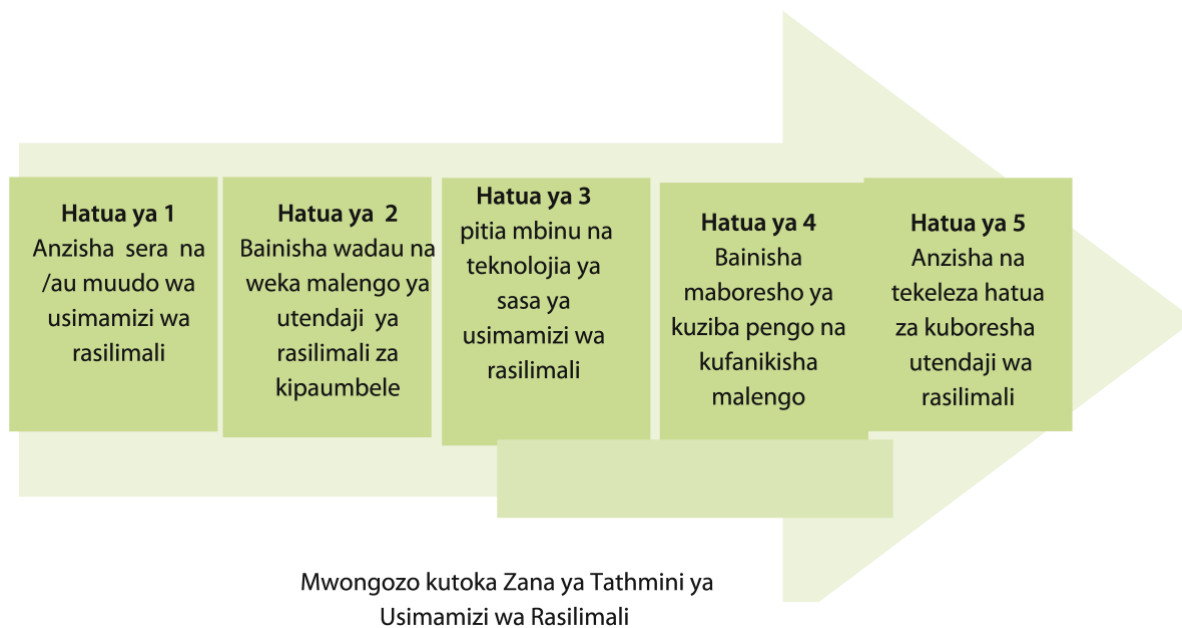 Hatua ya 1
Anzisha sera na
/au muudo wa
usimamizi wa
rasilimali
Hatua ya 2
Bainisha wadau na
weka malengo ya
utendaji ya
rasilimali za
kipaumbele
Hatua ya 3
pitia mbinu na
teknolojia ya
sasa ya
usimamizi wa
rasilimali
Hatua ya 4
Bainisha
maboresho ya
kuziba pengo na
kufanikisha
malengo
Hatua ya 5
Anzisha na
tekeleza hatua
za kuboresha
utendaji wa
rasilimali
Mwongozo kutoka Zana ya Tathmini ya
Usimamizi wa Rasilimali